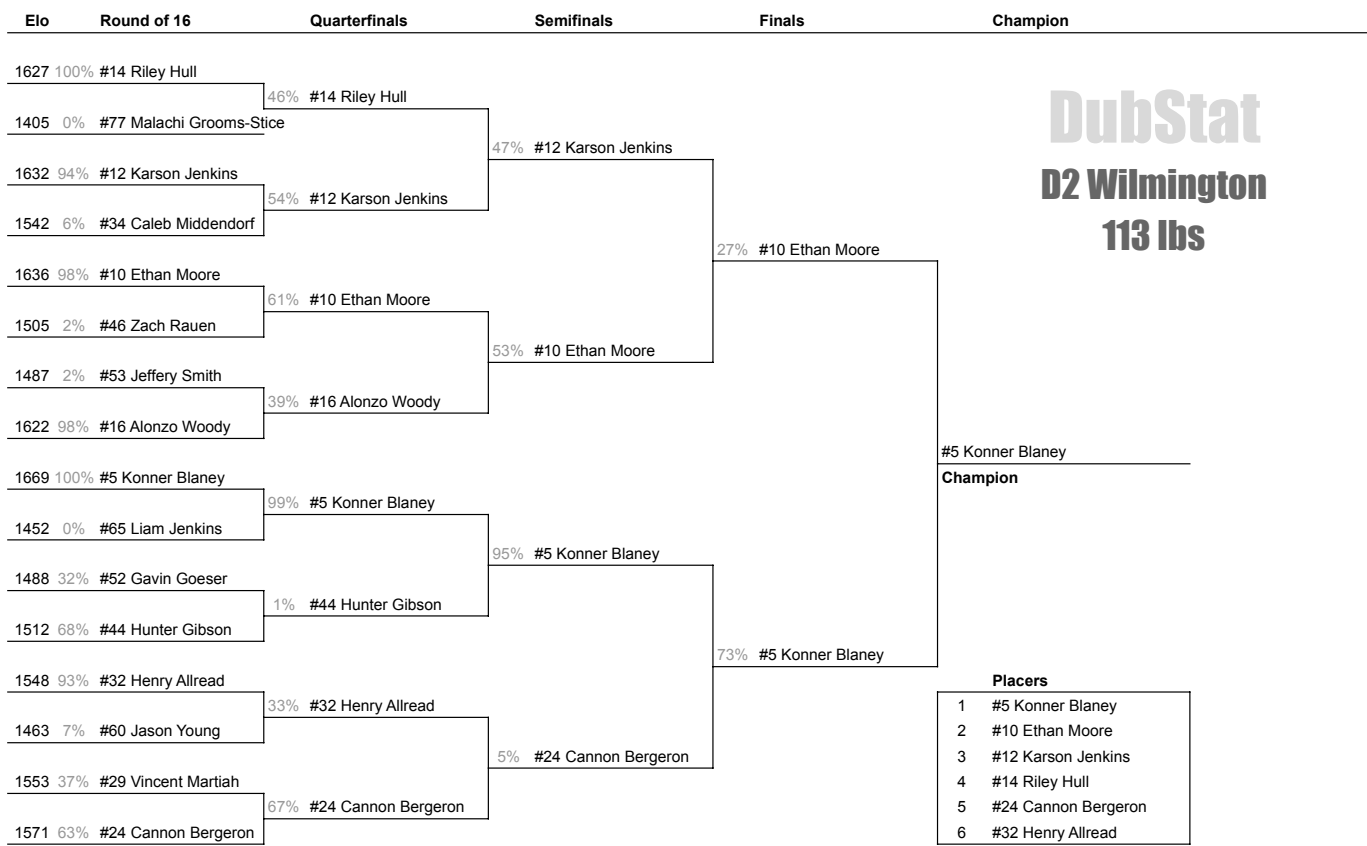 Elo Round of 16 Quarterfinals Semifinals Finals Champion
1627 100% #14 Riley Hull
DubStat
46% #14 Riley Hull
1405 0% #77 Malachi Grooms-Stice
47% #12 Karson Jenkins
1632 94% #12 Karson Jenkins
D2 Wilmington
54% #12 Karson Jenkins
1542 6% #34 Caleb Middendorf
113 lbs
27% #10 Ethan Moore
1636 98% #10 Ethan Moore
61% #10 Ethan Moore
1505 2% #46 Zach Rauen
53% #10 Ethan Moore
1487 2% #53 Jeffery Smith
39% #16 Alonzo Woody
1622 98% #16 Alonzo Woody
#5 Konner Blaney
1669 100% #5 Konner Blaney
Champion
99% #5 Konner Blaney
1452 0% #65 Liam Jenkins
95% #5 Konner Blaney
1488 32% #52 Gavin Goeser
1% #44 Hunter Gibson
1512 68% #44 Hunter Gibson
73% #5 Konner Blaney
1548 93% #32 Henry Allread
33% #32 Henry Allread
1463 7% #60 Jason Young
5% #24 Cannon Bergeron
1553 37% #29 Vincent Martiah
67% #24 Cannon Bergeron
1571 63% #24 Cannon Bergeron
Placers
1 #5 Konner Blaney
2 #10 Ethan Moore
3 #12 Karson Jenkins
4 #14 Riley Hull
5 #24 Cannon Bergeron
6 #32 Henry Allread